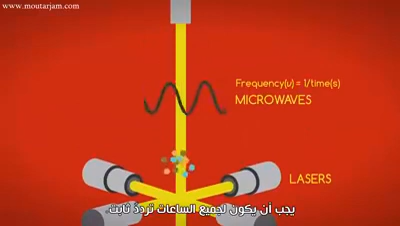 www.moutarjam.com
Frequency(υ) = 1/time(s)
MICROWAVES
LASERS
يجب أن يكون لجميع الساعات ترددٌ ثابت.